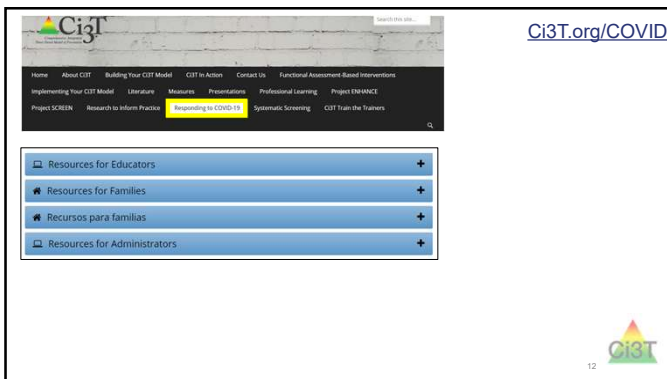 Ci3T
Search this site...
Ci3T.org/COVID
Home About CI3T Building Your CI3T Model CI3T In Action Contact Us Functional Assessment-Based Interventions
Implementing Your CI3T Model Literature Measures Presentations Professional Learning Project ENHANCE
Project SCREEN Research to Inform Practice Responding to COVID-19 Systematic Screening CI3T Train the Trainers
Resources for Educators
Resources for Families
Recursos para familias
Resources for Administrators
12
Ci3T